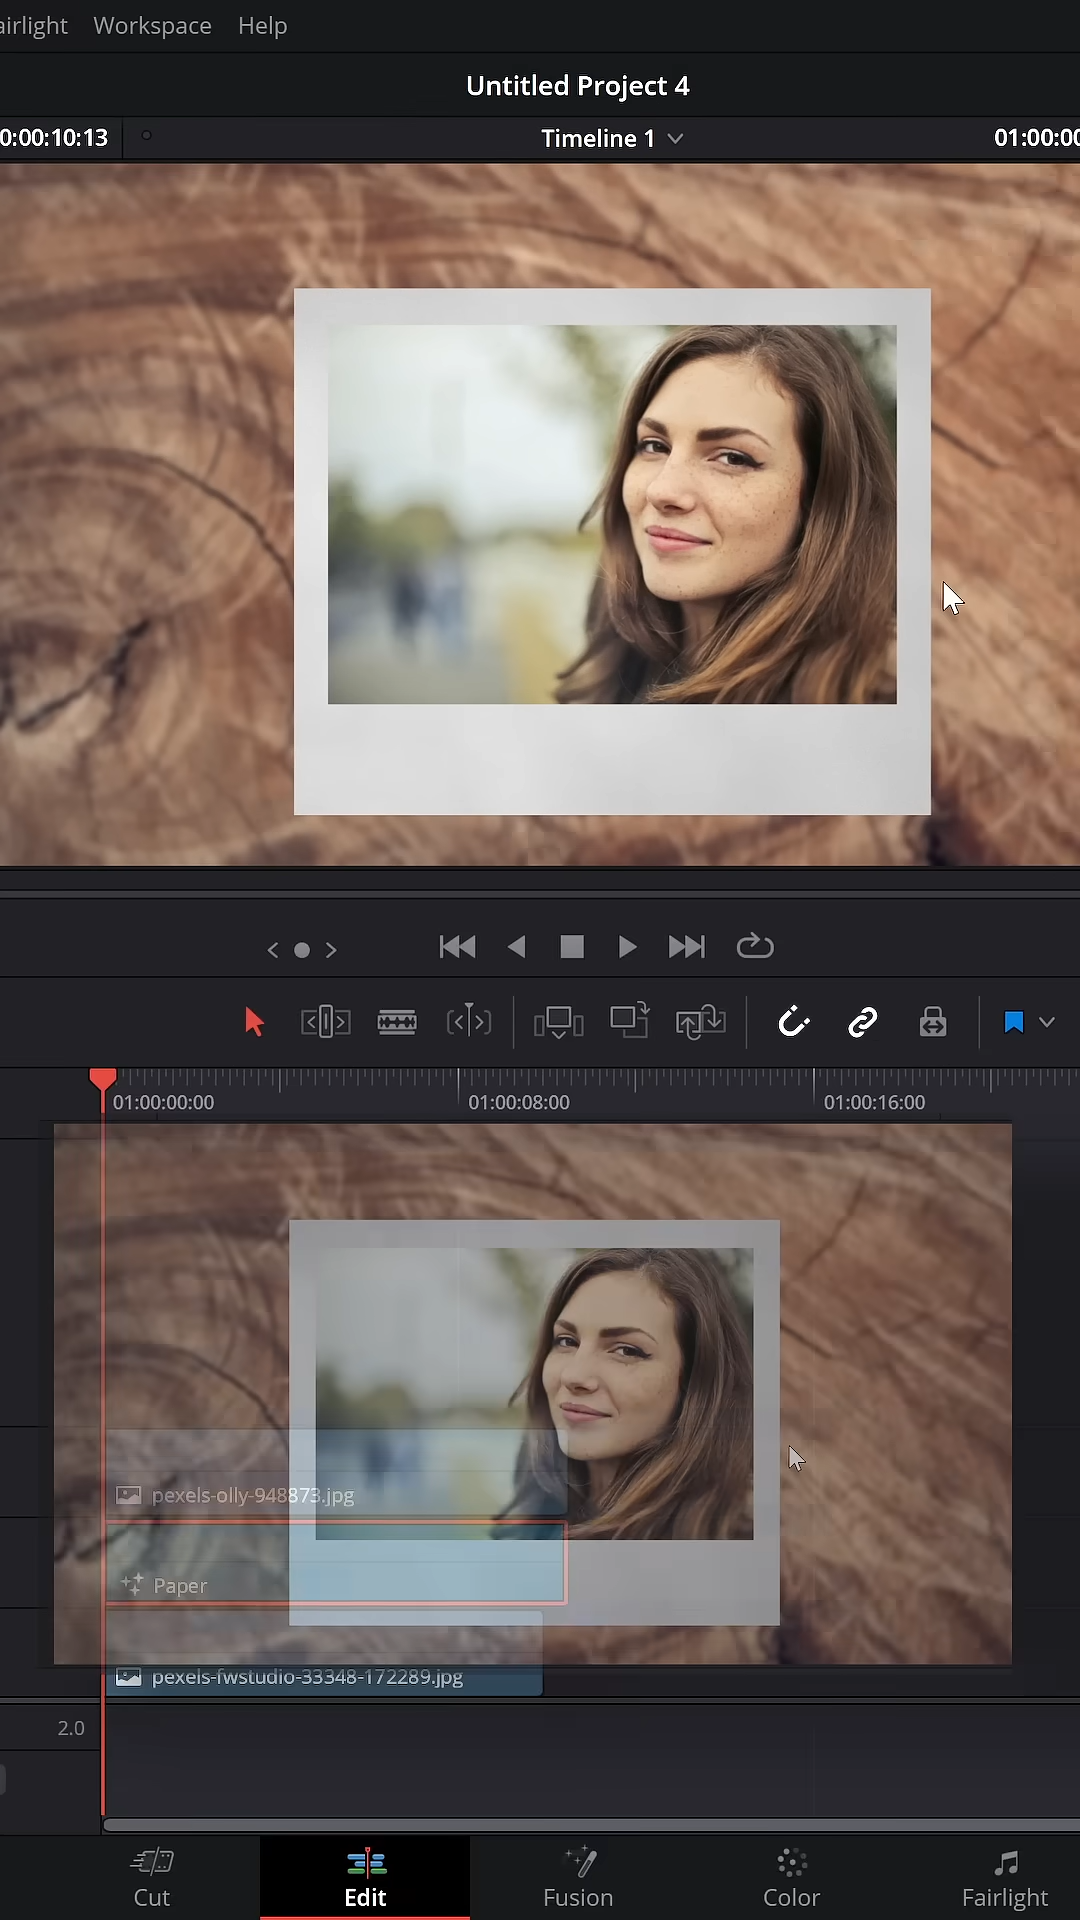 airlight Workspace Help
Untitled Project 4
0:00:10:13 Timeline 1 01:00:00
01:00:00:00 01:00:08:00 01:00:16:00
pexels-olly-948873.jpg
Paper
pexels-fwstudio-33348-172289.jpg
2.0
Cut Edit Fusion Color Fairlight